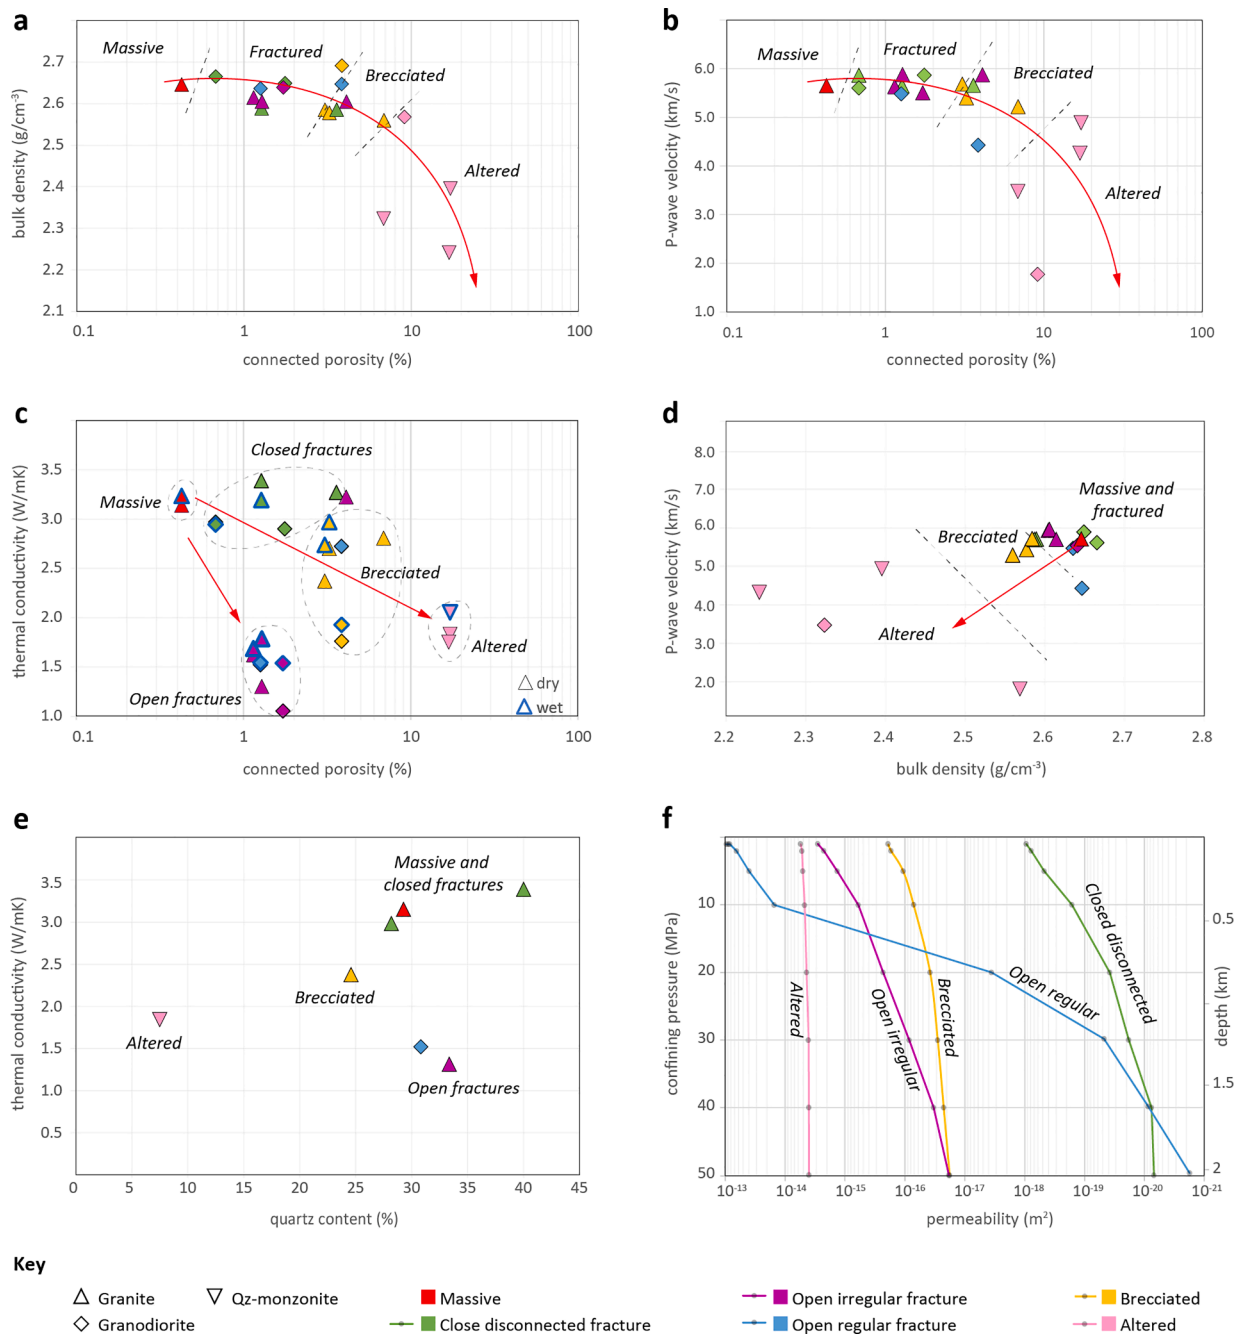 a
Massive
Fractured
Brecciated
Altered
bulk density (g/cm⁻³)
2.7
2.6
2.5
2.4
2.3
2.2
2.1
0.1 1 10 100
connected porosity (%)
b
Massive
Fractured
Brecciated
Altered
P-wave velocity (km/s)
6.0
5.0
4.0
3.0
2.0
1.0
0.1 1 10 100
connected porosity (%)
c
Closed fractures
Massive
Brecciated
Altered
Open fractures
dry
wet
thermal conductivity (W/mK)
3.5
3.0
2.5
2.0
1.5
1.0
0.1 1 10 100
connected porosity (%)
d
Massive and
fractured
Brecciated
Altered
P-wave velocity (km/s)
8.0
7.0
6.0
5.0
4.0
3.0
2.0
2.2 2.3 2.4 2.5 2.6 2.7 2.8
bulk density (g/cm⁻³)
e
Massive and
closed fractures
Brecciated
Altered
Open fractures
thermal conductivity (W/mK)
3.5
3.0
2.5
2.0
1.5
1.0
0.5
0 5 10 15 20 25 30 35 40 45
quartz content (%)
f
confining pressure (MPa)
10
20
30
40
50
Altered
Open irregular
Brecciated
Open regular
Closed disconnected
0.5
1
1.5
2
depth (km)
10⁻¹³ 10⁻¹⁴ 10⁻¹⁵ 10⁻¹⁶ 10⁻¹⁷ 10⁻¹⁸ 10⁻¹⁹ 10⁻²⁰ 10⁻²¹
permeability (m²)
Key
Granite
Qz-monzonite
Massive
Open irregular fracture
Brecciated
Granodiorite
Close disconnected fracture
Open regular fracture
Altered